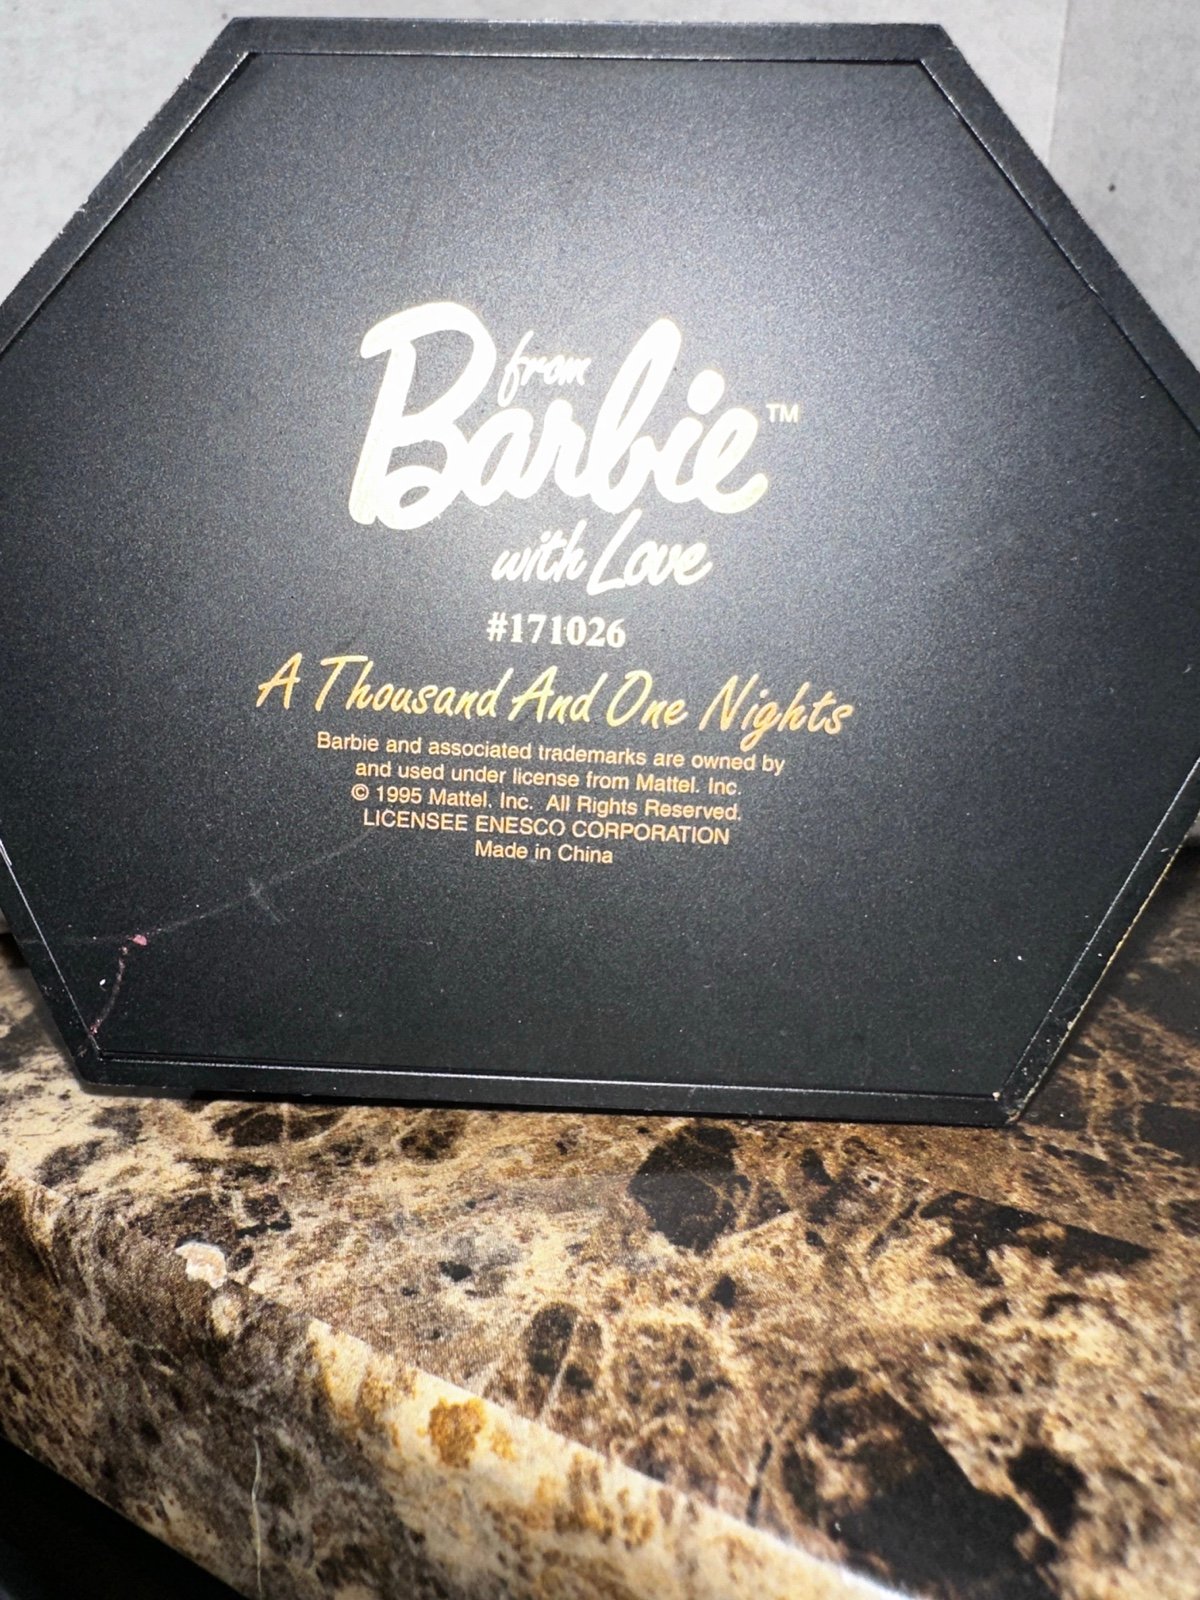 from
Barbie™
with Love
#171026
A Thousand And One Nights
Barbie and associated trademarks are owned by
and used under license from Mattel, Inc.
© 1995 Mattel, Inc. All Rights Reserved.
LICENSEE ENESCO CORPORATION
Made in China